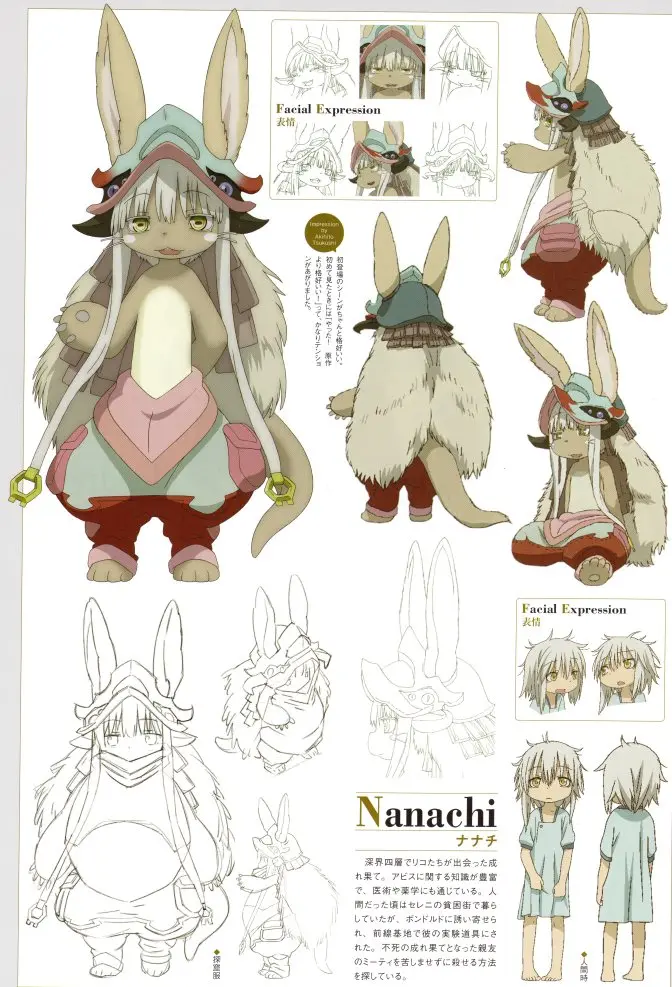 Facial Expression
表情
Impression
by
Akihito
Tsukushi
初登場のシーンがちゃんと格好いい。
初めて見たときには「やった! 原作
より格好いい!」って、かなりテンショ
ンがあがりました。
Facial Expression
表情
Nanachi
ナナチ
深界四層でリコたちが出会った成
れ果て。アビスに関する知識が豊富
で、医術や薬学にも通じている。人
間だった頃はセレニの貧困街で暮ら
していたが、ボンドルドに誘い寄せら
れ、前線基地で彼の実験道具にさ
れた。不死の成れ果てとなった親友
のミーティを苦しませずに殺せる方法
を探している。
◆探窟服
◆人間時